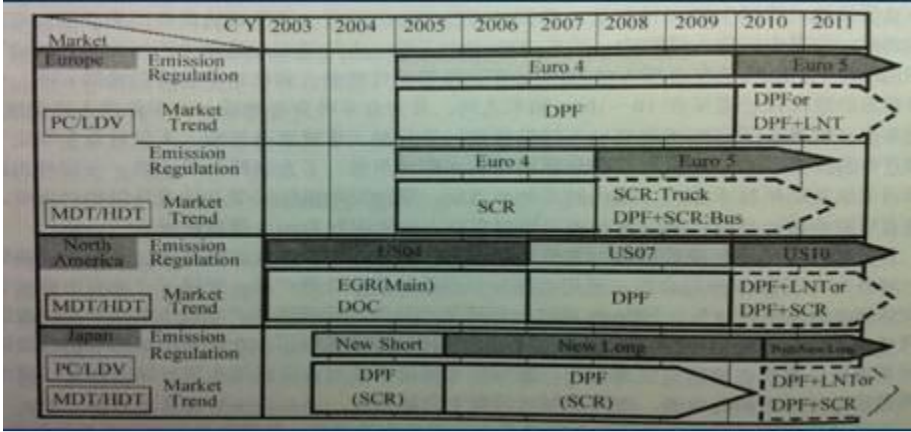 C Y 2003 2004 2005 2006 2007 2008 2009 2010 2011
Market
Europe Emission Regulation Euro 4 Euro 5
PC/LDV Market Trend DPF DPFor DPF+LNT
Emission Regulation Euro 4 Euro 5
MDT/HDT Market Trend SCR SCR:Truck DPF+SCR:Bus
North America Emission Regulation US04 US07 US10
MDT/HDT Market Trend EGR(Main) DOC DPF DPF+LNTor DPF+SCR
Japan Emission Regulation New Short New Long
PC/LDV
MDT/HDT Market Trend DPF (SCR) DPF (SCR) DPF+LNTor DPF+SCR